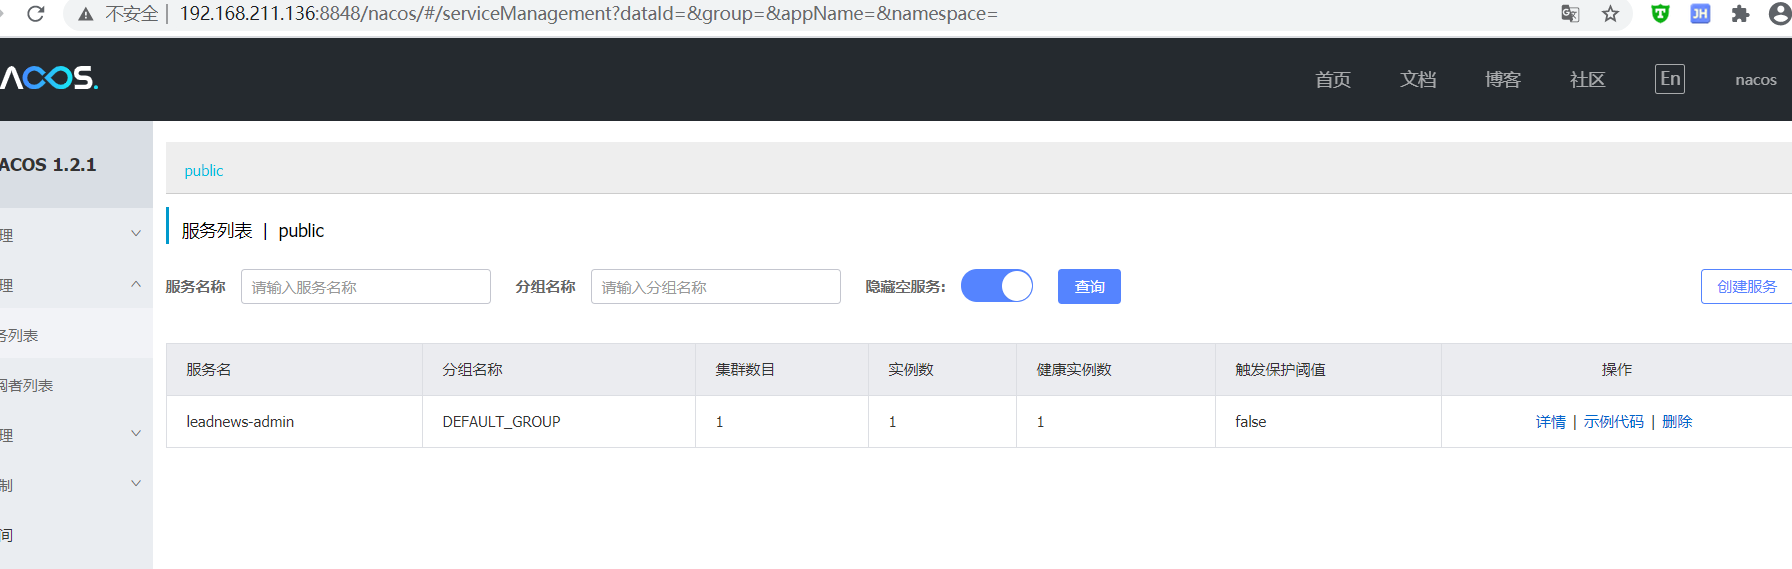 不安全 | 192.168.211.136:8848/nacos/#/serviceManagement?dataId=&group=&appName=&namespace=
JH
ACOS.
首页 文档 博客 社区 En nacos
ACOS 1.2.1
public
理
服务列表 | public
理
服务名称 请输入服务名称 分组名称 请输入分组名称 隐藏空服务: 查询 创建服务
务列表
服务名 分组名称 集群数目 实例数 健康实例数 触发保护阈值 操作
阅者列表
leadnews-admin DEFAULT_GROUP 1 1 1 false 详情 | 示例代码 | 删除
理
制
间